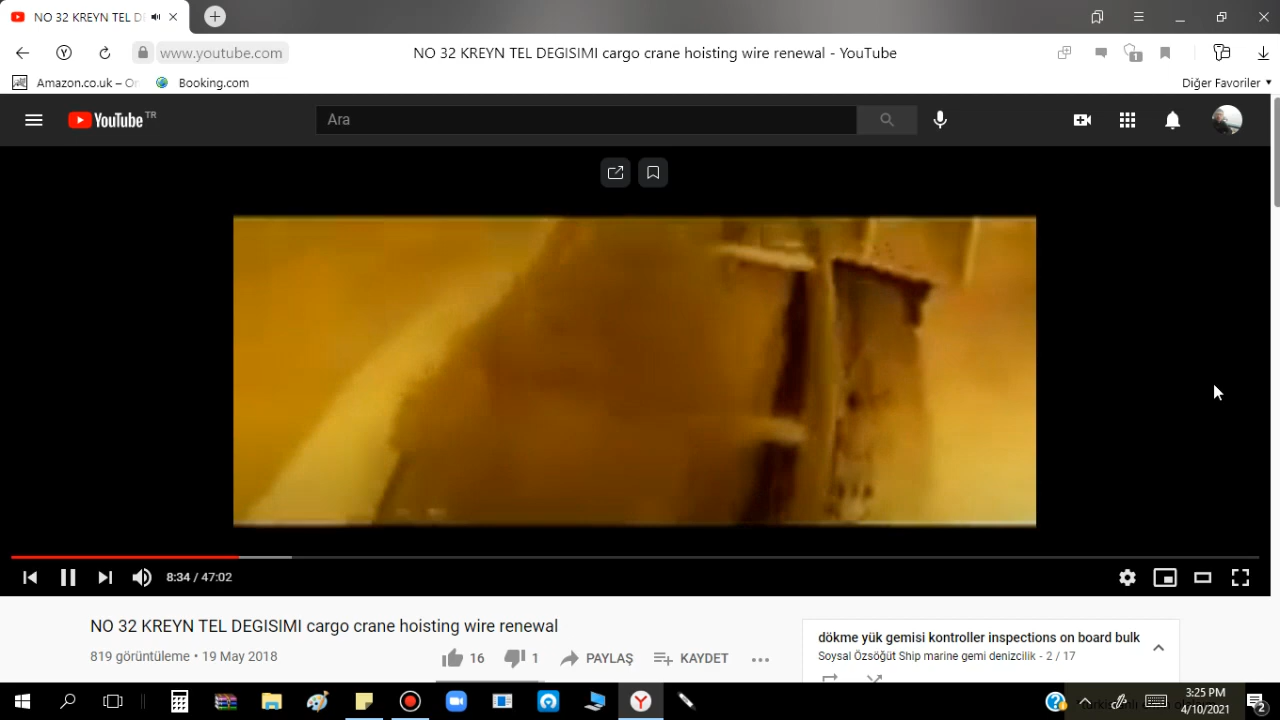 NO 32 KREYN TEL D
www.youtube.com
NO 32 KREYN TEL DEGISIMI cargo crane hoisting wire renewal - YouTube
1
Amazon.co.uk – Or
Booking.com
Diğer Favoriler
YouTube TR
Ara
8:34 / 47:02
NO 32 KREYN TEL DEGISIMI cargo crane hoisting wire renewal
819 görüntüleme • 19 May 2018
16
1
PAYLAŞ
KAYDET
dökme yük gemisi kontroller inspections on board bulk
Soysal Özsöğüt Ship marine gemi denizcilik - 2 / 17
3:25 PM
4/10/2021
2